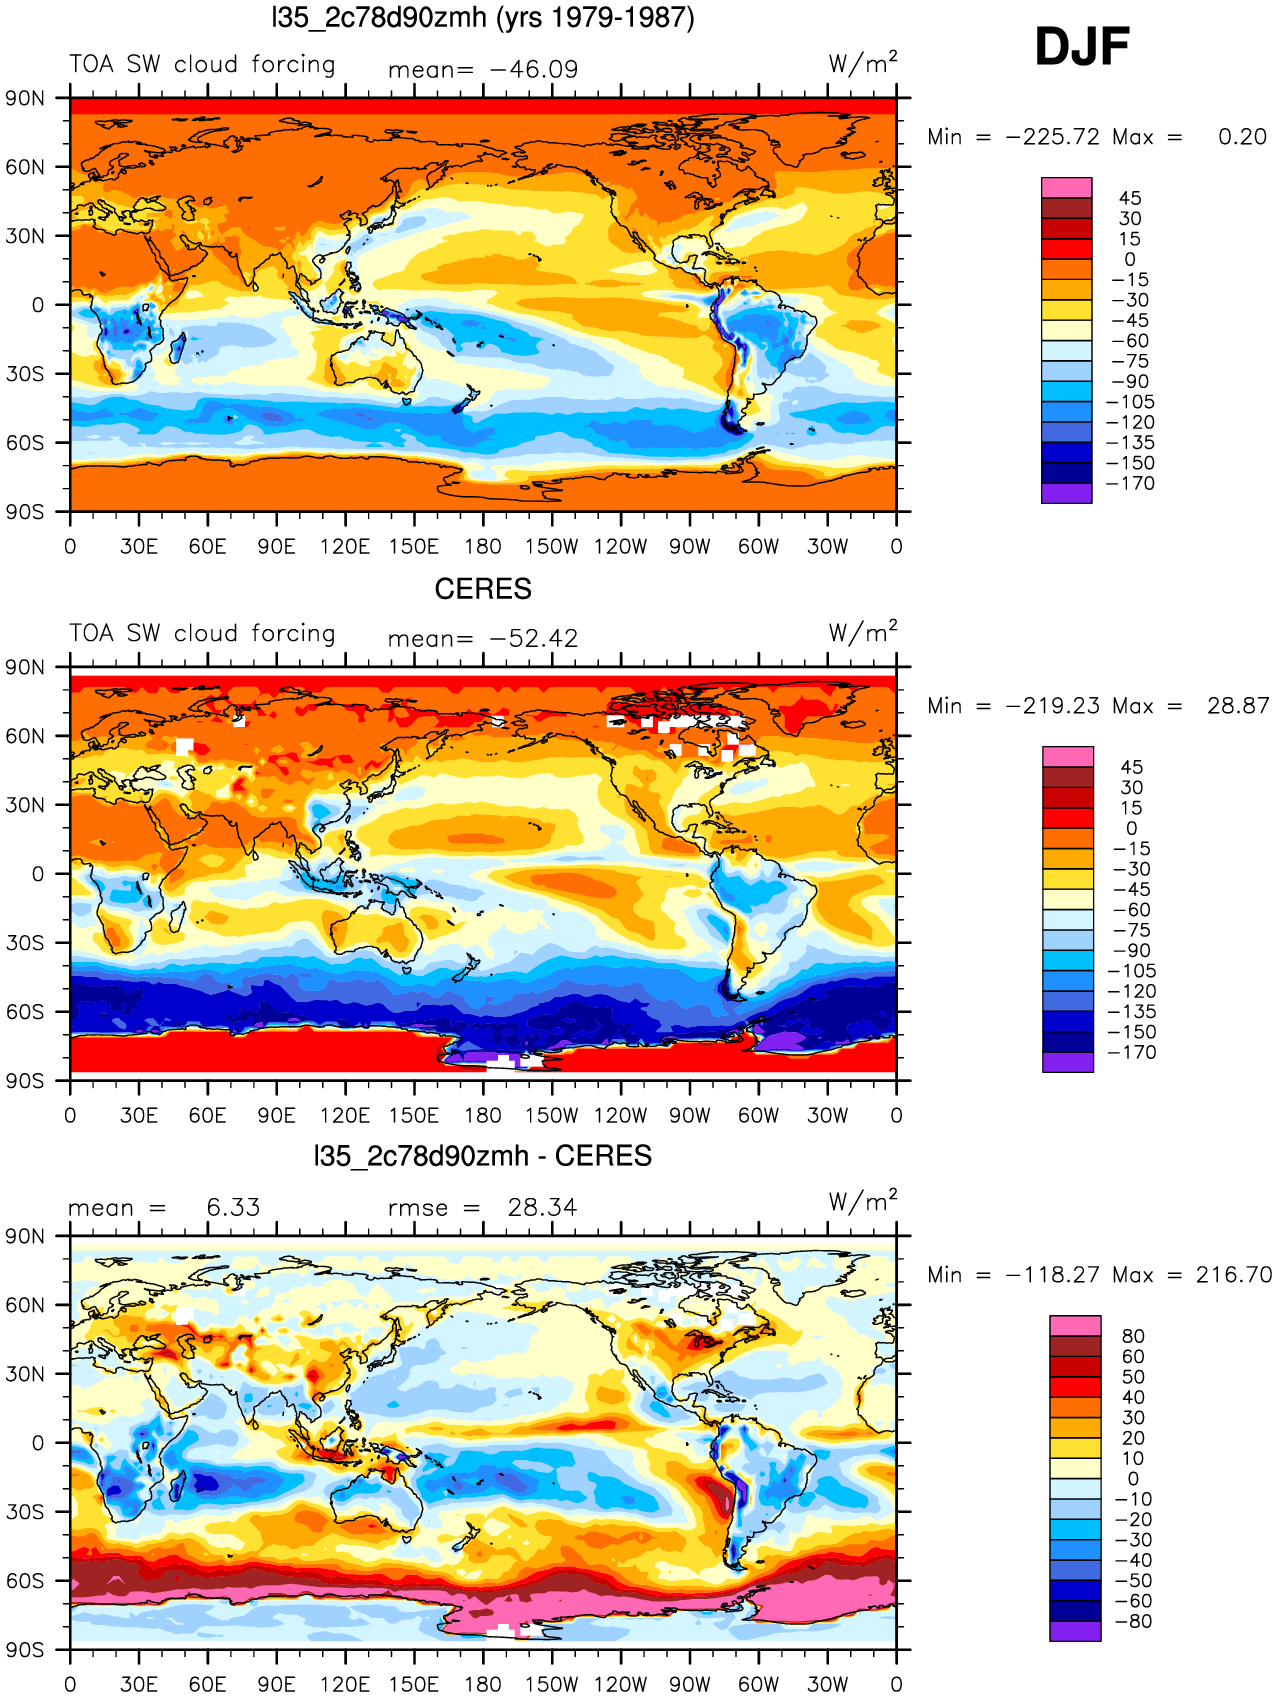 l35_2c78d90zmh (yrs 1979-1987)
DJF
TOA SW cloud forcing mean= −46.09 W/m²
Min = −225.72 Max = 0.20
90N
60N
30N
0
30S
60S
90S
0 30E 60E 90E 120E 150E 180 150W 120W 90W 60W 30W 0
45
30
15
0
−15
−30
−45
−60
−75
−90
−105
−120
−135
−150
−170
CERES
TOA SW cloud forcing mean= −52.42 W/m²
Min = −219.23 Max = 28.87
90N
60N
30N
0
30S
60S
90S
0 30E 60E 90E 120E 150E 180 150W 120W 90W 60W 30W 0
45
30
15
0
−15
−30
−45
−60
−75
−90
−105
−120
−135
−150
−170
l35_2c78d90zmh - CERES
mean = 6.33 rmse = 28.34 W/m²
Min = −118.27 Max = 216.70
90N
60N
30N
0
30S
60S
90S
0 30E 60E 90E 120E 150E 180 150W 120W 90W 60W 30W 0
80
60
50
40
30
20
10
0
−10
−20
−30
−40
−50
−60
−80